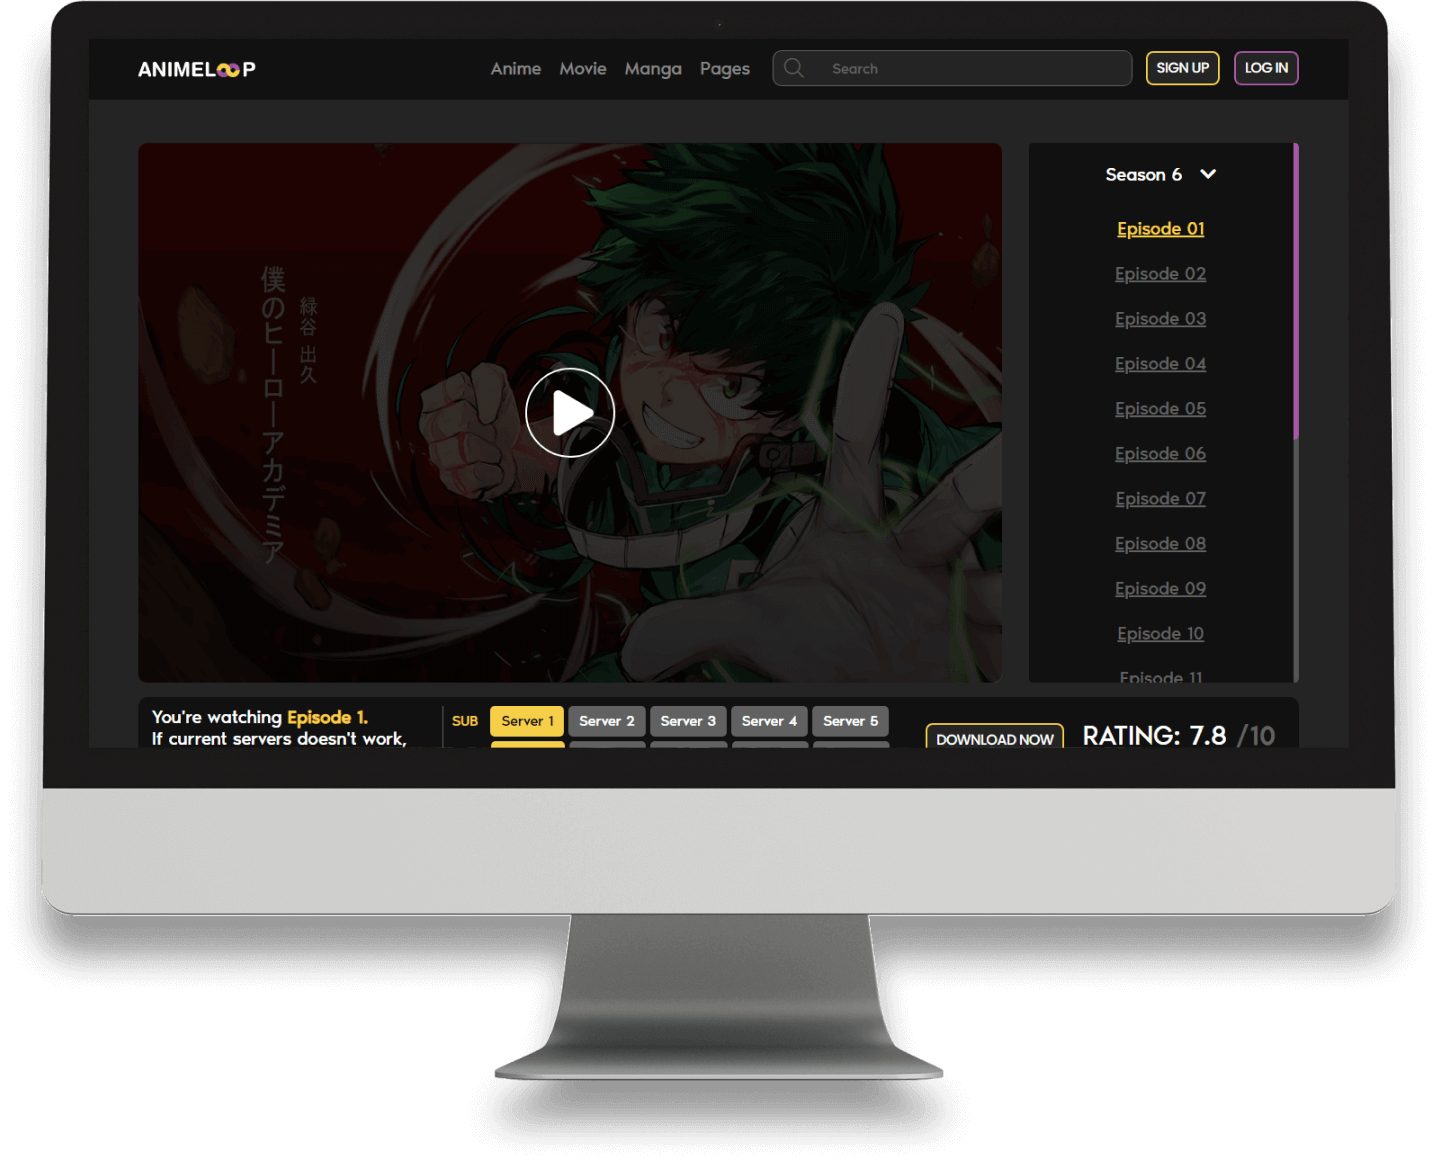 ANIMELOOP
Anime Movie Manga Pages
Search
SIGN UP
LOG IN
僕のヒーローアカデミア
緑谷 出久
Season 6
Episode 01
Episode 02
Episode 03
Episode 04
Episode 05
Episode 06
Episode 07
Episode 08
Episode 09
Episode 10
Episode 11
You're watching Episode 1.
If current servers doesn't work,
SUB
Server 1
Server 2
Server 3
Server 4
Server 5
DOWNLOAD NOW
RATING: 7.8 /10